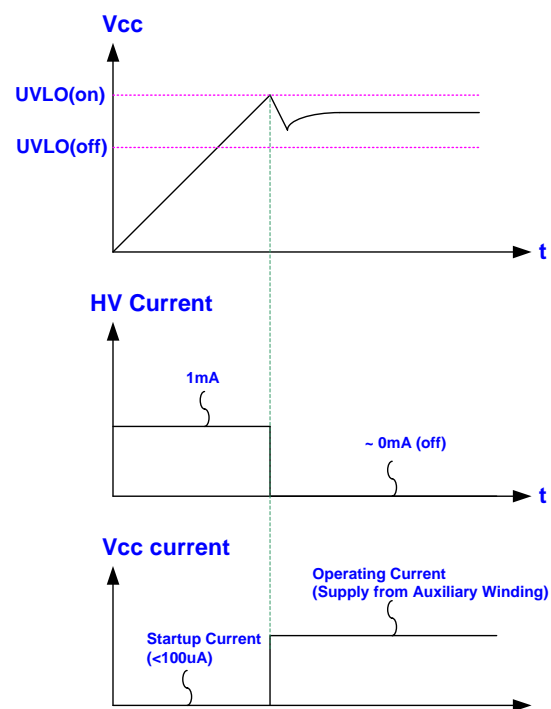 Vcc
UVLO(on)
UVLO(off)
t
HV Current
1mA
~ 0mA (off)
t
Vcc current
Operating Current
(Supply from Auxiliary Winding)
Startup Current
(<100uA)